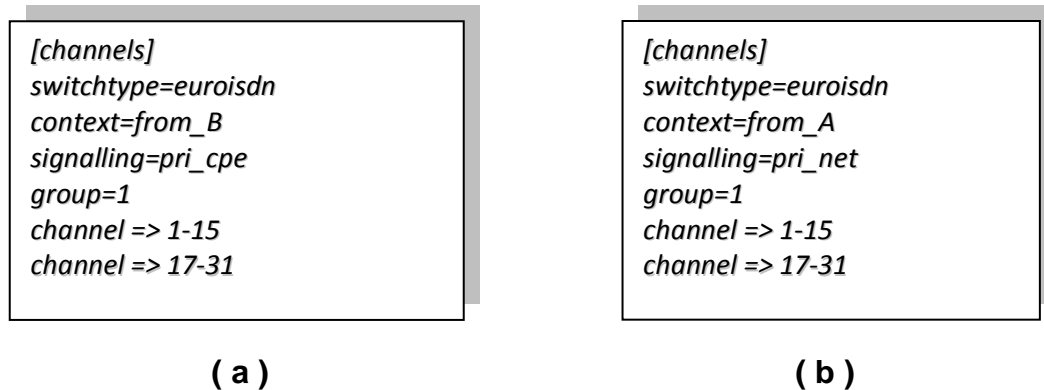 [channels]
switchtype=euroisdn
context=from_B
signalling=pri_cpe
group=1
channel => 1-15
channel => 17-31
( a )
[channels]
switchtype=euroisdn
context=from_A
signalling=pri_net
group=1
channel => 1-15
channel => 17-31
( b )